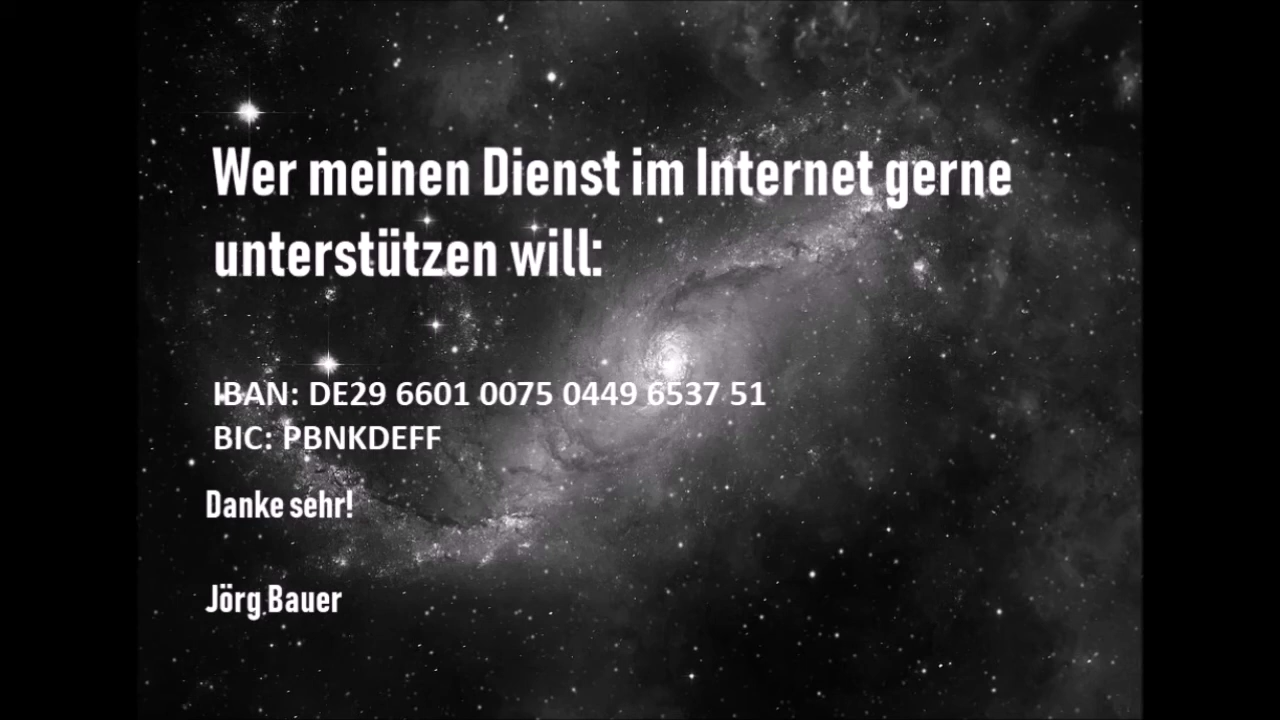 Wer meinen Dienst im Internet gerne
unterstützen will:
IBAN: DE29 6601 0075 0449 6537 51
BIC: PBNKDEFF
Danke sehr!
Jörg Bauer